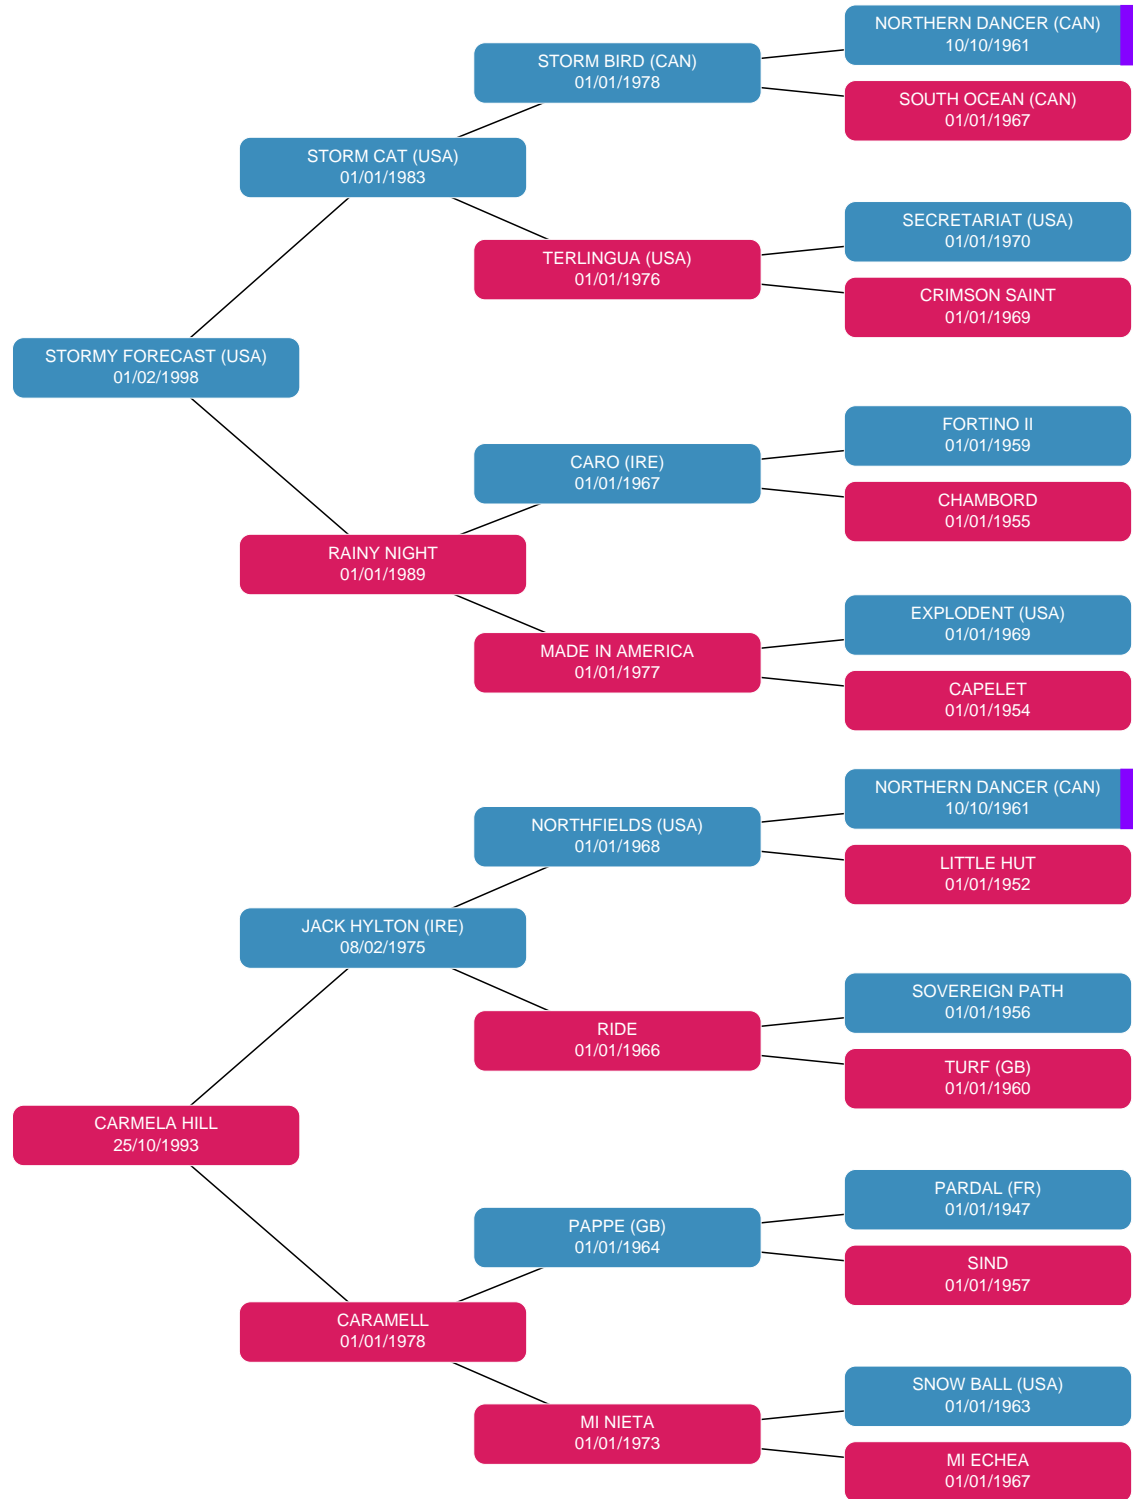 NORTHERN DANCER (CAN)
10/10/1961
STORM BIRD (CAN)
01/01/1978
SOUTH OCEAN (CAN)
01/01/1967
STORM CAT (USA)
01/01/1983
SECRETARIAT (USA)
01/01/1970
TERLINGUA (USA)
01/01/1976
CRIMSON SAINT
01/01/1969
STORMY FORECAST (USA)
01/02/1998
FORTINO II
01/01/1959
CARO (IRE)
01/01/1967
CHAMBORD
01/01/1955
RAINY NIGHT
01/01/1989
EXPLODENT (USA)
01/01/1969
MADE IN AMERICA
01/01/1977
CAPELET
01/01/1954
NORTHERN DANCER (CAN)
10/10/1961
NORTHFIELDS (USA)
01/01/1968
LITTLE HUT
01/01/1952
JACK HYLTON (IRE)
08/02/1975
SOVEREIGN PATH
01/01/1956
RIDE
01/01/1966
TURF (GB)
01/01/1960
CARMELA HILL
25/10/1993
PARDAL (FR)
01/01/1947
PAPPE (GB)
01/01/1964
SIND
01/01/1957
CARAMELL
01/01/1978
SNOW BALL (USA)
01/01/1963
MI NIETA
01/01/1973
MI ECHEA
01/01/1967